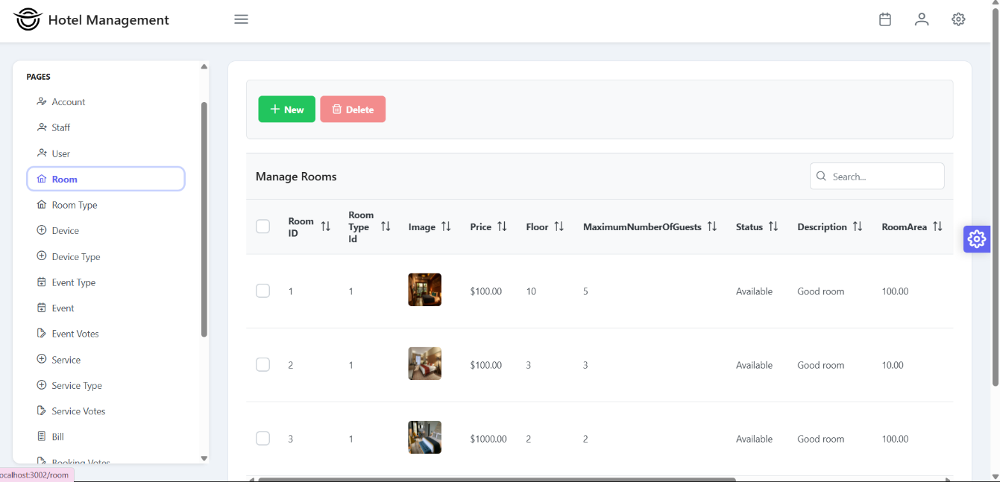 Hotel Management
PAGES
Account
Staff
User
Room
Room Type
Device
Device Type
Event Type
Event
Event Votes
Service
Service Type
Service Votes
Bill
Booking Votes
New Delete
Manage Rooms
Search...
Room ID Room Type Id Image Price Floor MaximumNumberOfGuests Status Description RoomArea
1 1 $100.00 10 5 Available Good room 100.00
2 1 $100.00 3 3 Available Good room 10.00
3 1 $1000.00 2 2 Available Good room 100.00
ocalhost:3002/room